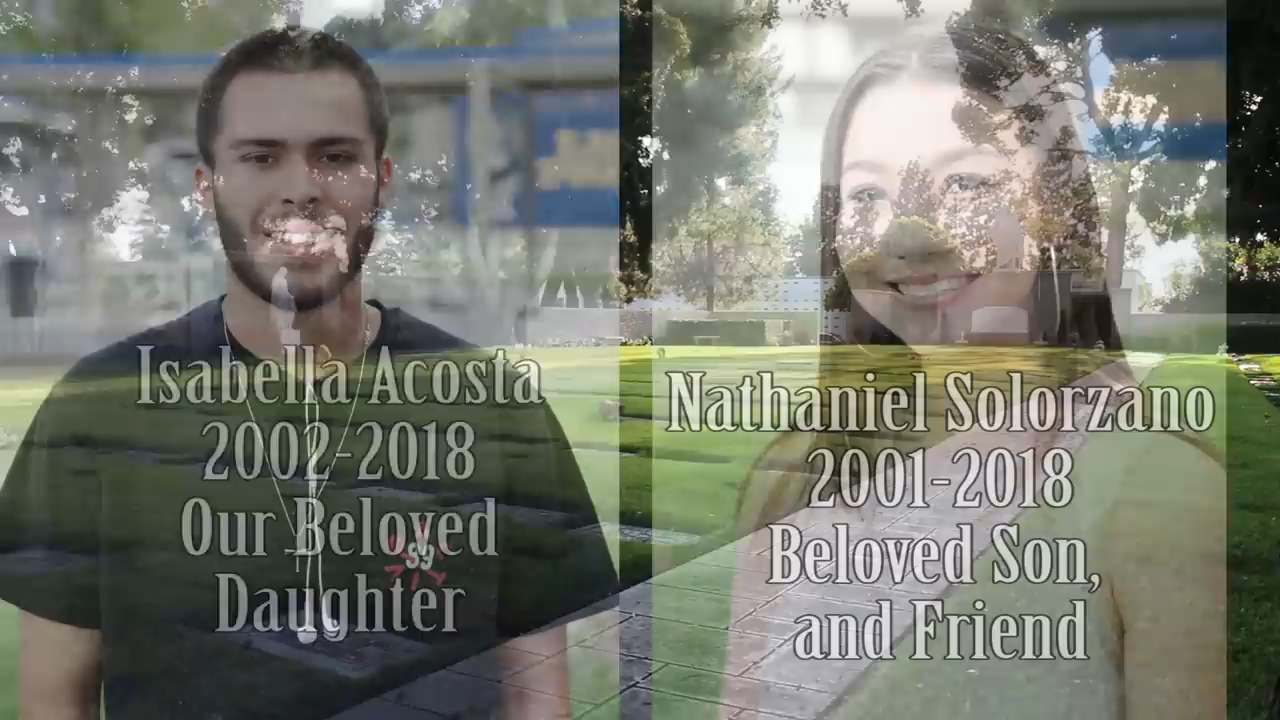 Isabella Acosta
2002-2018
Our Beloved
Daughter
Nathaniel Solorzano
2001-2018
Beloved Son,
and Friend